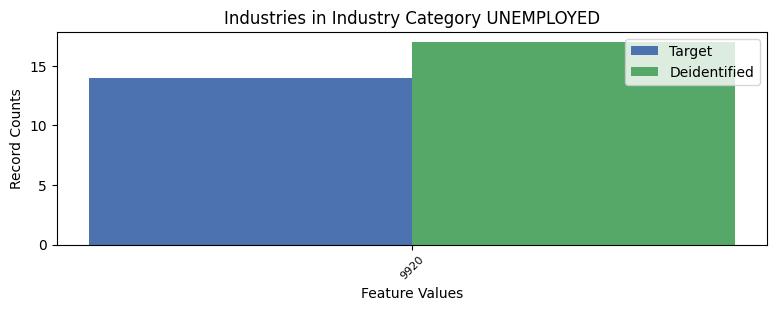 Industries in Industry Category UNEMPLOYED
Target
Deidentified
Record Counts
15
10
5
0
9920
Feature Values